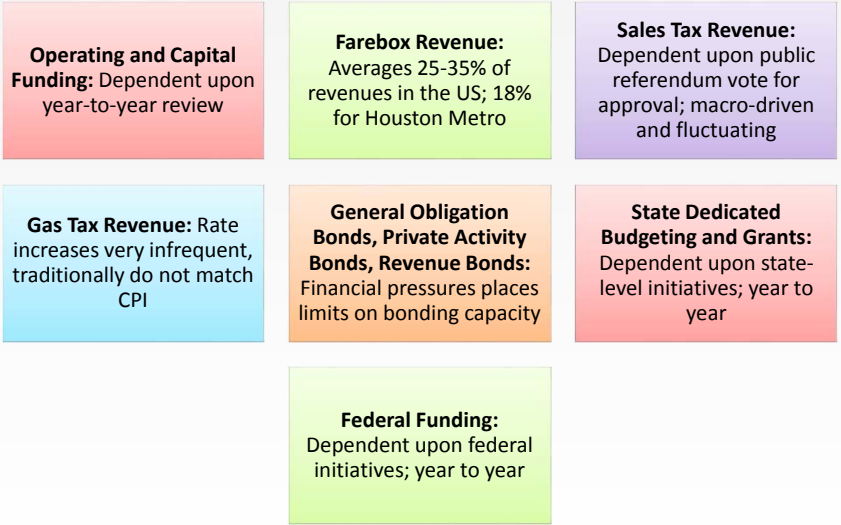 Operating and Capital
Funding: Dependent upon
year-to-year review
Farebox Revenue:
Averages 25-35% of
revenues in the US; 18%
for Houston Metro
Sales Tax Revenue:
Dependent upon public
referendum vote for
approval; macro-driven
and fluctuating
Gas Tax Revenue: Rate
increases very infrequent,
traditionally do not match
CPI
General Obligation
Bonds, Private Activity
Bonds, Revenue Bonds:
Financial pressures places
limits on bonding capacity
State Dedicated
Budgeting and Grants:
Dependent upon state-
level initiatives; year to
year
Federal Funding:
Dependent upon federal
initiatives; year to year